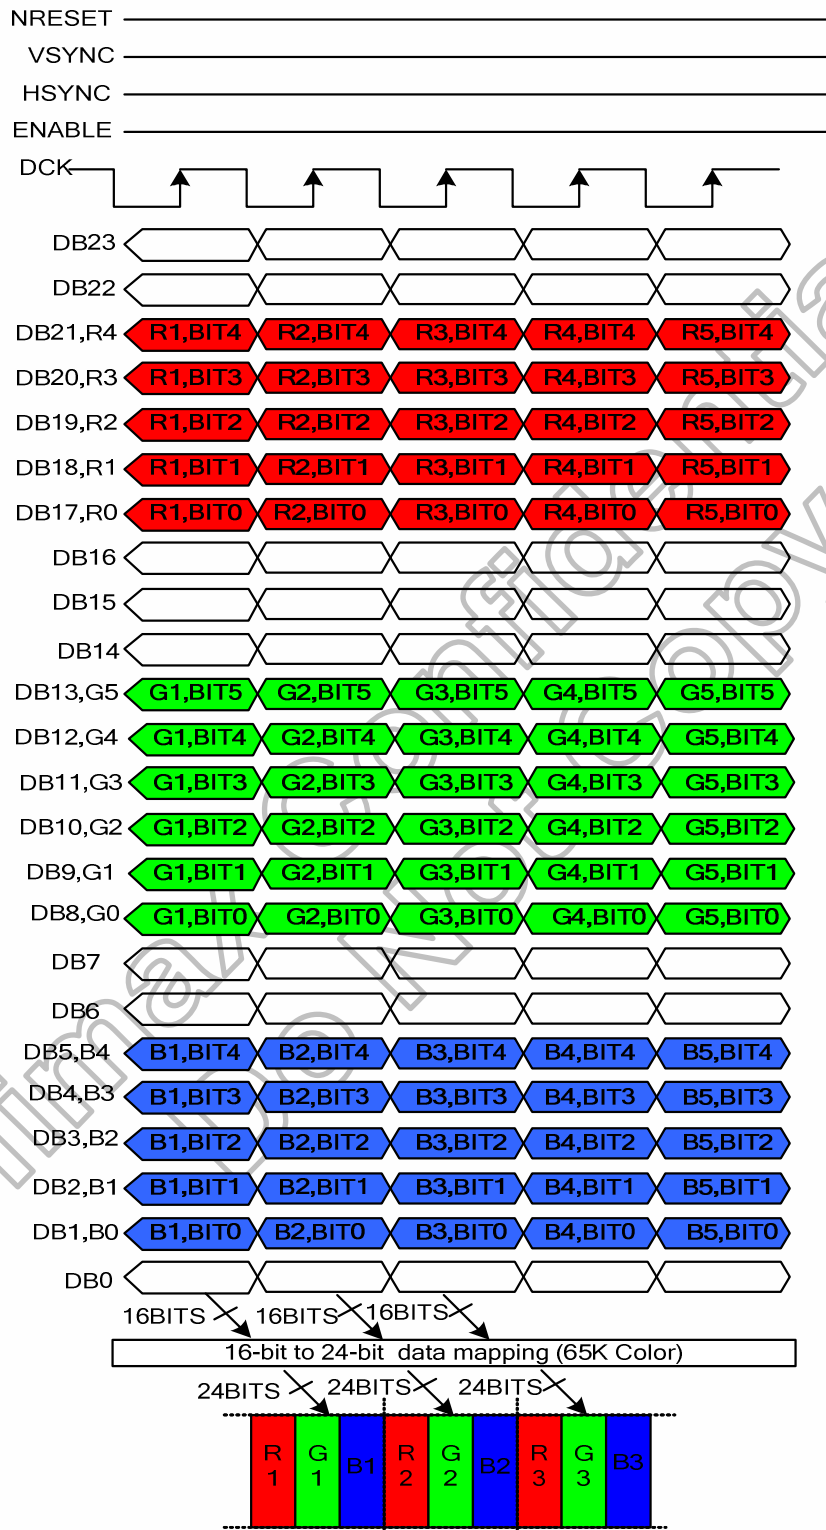 NRESET
VSYNC
HSYNC
ENABLE
DCK
DB23
DB22
DB21,R4 R1,BIT4 R2,BIT4 R3,BIT4 R4,BIT4 R5,BIT4
DB20,R3 R1,BIT3 R2,BIT3 R3,BIT3 R4,BIT3 R5,BIT3
DB19,R2 R1,BIT2 R2,BIT2 R3,BIT2 R4,BIT2 R5,BIT2
DB18,R1 R1,BIT1 R2,BIT1 R3,BIT1 R4,BIT1 R5,BIT1
DB17,R0 R1,BIT0 R2,BIT0 R3,BIT0 R4,BIT0 R5,BIT0
DB16
DB15
DB14
DB13,G5 G1,BIT5 G2,BIT5 G3,BIT5 G4,BIT5 G5,BIT5
DB12,G4 G1,BIT4 G2,BIT4 G3,BIT4 G4,BIT4 G5,BIT4
DB11,G3 G1,BIT3 G2,BIT3 G3,BIT3 G4,BIT3 G5,BIT3
DB10,G2 G1,BIT2 G2,BIT2 G3,BIT2 G4,BIT2 G5,BIT2
DB9,G1 G1,BIT1 G2,BIT1 G3,BIT1 G4,BIT1 G5,BIT1
DB8,G0 G1,BIT0 G2,BIT0 G3,BIT0 G4,BIT0 G5,BIT0
DB7
DB6
DB5,B4 B1,BIT4 B2,BIT4 B3,BIT4 B4,BIT4 B5,BIT4
DB4,B3 B1,BIT3 B2,BIT3 B3,BIT3 B4,BIT3 B5,BIT3
DB3,B2 B1,BIT2 B2,BIT2 B3,BIT2 B4,BIT2 B5,BIT2
DB2,B1 B1,BIT1 B2,BIT1 B3,BIT1 B4,BIT1 B5,BIT1
DB1,B0 B1,BIT0 B2,BIT0 B3,BIT0 B4,BIT0 B5,BIT0
DB0
16BITS 16BITS 16BITS
16-bit to 24-bit data mapping (65K Color)
24BITS 24BITS 24BITS
R1 G1 B1 R2 G2 B2 R3 G3 B3
imax Confidentia
Do Not Copy